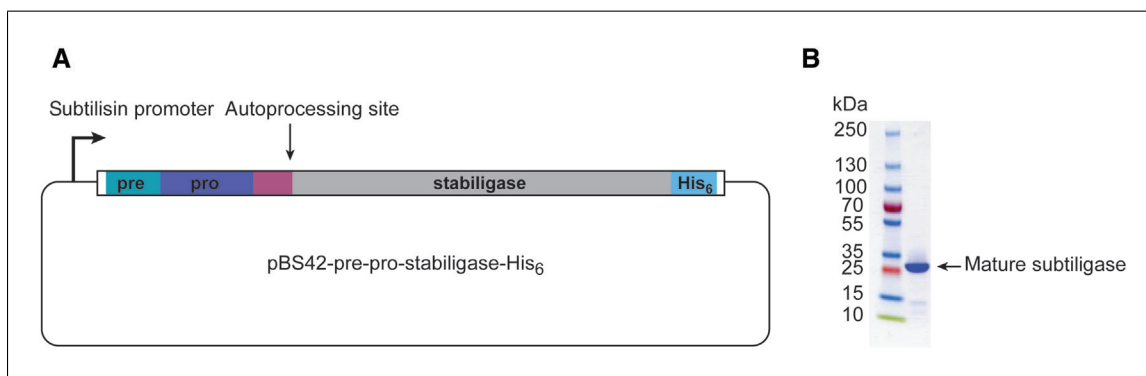 A
Subtilisin promoter
Autoprocessing site
pre
pro
stabiligase
His6
pBS42-pre-pro-stabiligase-His6
B
kDa
250
130
100
70
55
35
25
15
10
Mature subtiligase